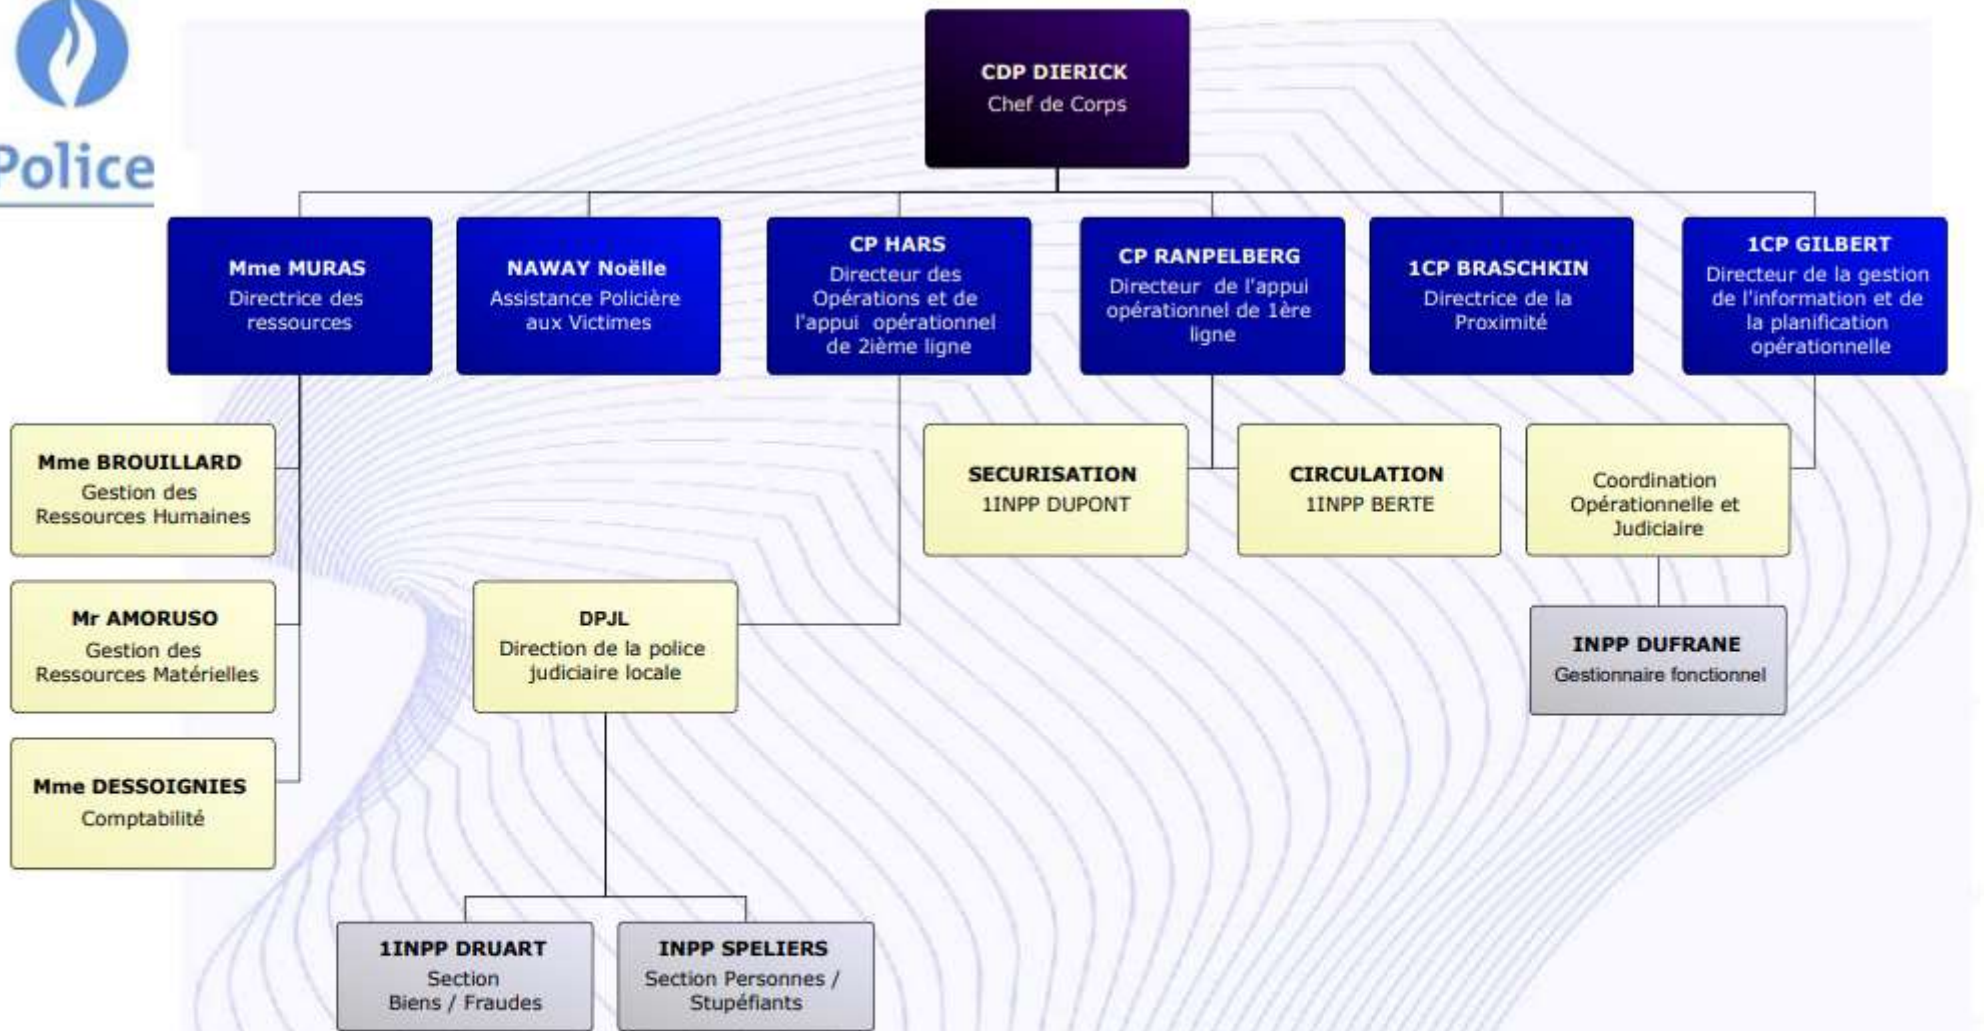 Police
CDP DIERICK
Chef de Corps
Mme MURAS
Directrice des
ressources
NAWAY Noëlle
Assistance Policière
aux Victimes
CP HARS
Directeur des
Opérations et de
l'appui opérationnel
de 2ième ligne
CP RANPELBERG
Directeur de l'appui
opérationnel de 1ère
ligne
1CP BRASCHKIN
Directrice de la
Proximité
1CP GILBERT
Directeur de la gestion
de l'information et de
la planification
opérationnelle
Mme BROUILLARD
Gestion des
Ressources Humaines
SECURISATION
1INPP DUPONT
CIRCULATION
1INPP BERTE
Coordination
Opérationnelle et
Judiciaire
Mr AMORUSO
Gestion des
Ressources Matérielles
DPJL
Direction de la police
judiciaire locale
INPP DUFRANE
Gestionnaire fonctionnel
Mme DESSOIGNIES
Comptabilité
1INPP DRUART
Section
Biens / Fraudes
INPP SPELIERS
Section Personnes /
Stupéfiants